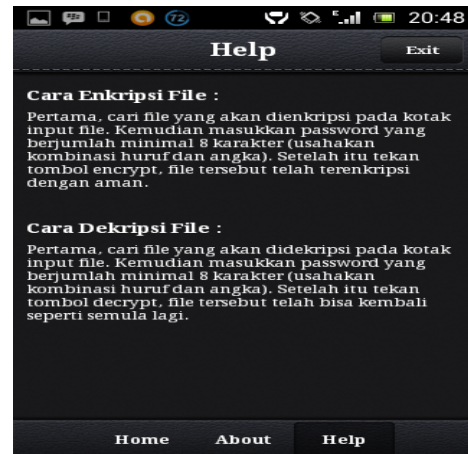 72
E
20:48
Help
Exit
Cara Enkripsi File :
Pertama, cari file yang akan dienkripsi pada kotak
input file. Kemudian masukkan password yang
berjumlah minimal 8 karakter (usahakan
kombinasi huruf dan angka). Setelah itu tekan
tombol encrypt, file tersebut telah terenkripsi
dengan aman.
Cara Dekripsi File :
Pertama, cari file yang akan didekripsi pada kotak
input file. Kemudian masukkan password yang
berjumlah minimal 8 karakter (usahakan
kombinasi huruf dan angka). Setelah itu tekan
tombol decrypt, file tersebut telah bisa kembali
seperti semula lagi.
Home About Help